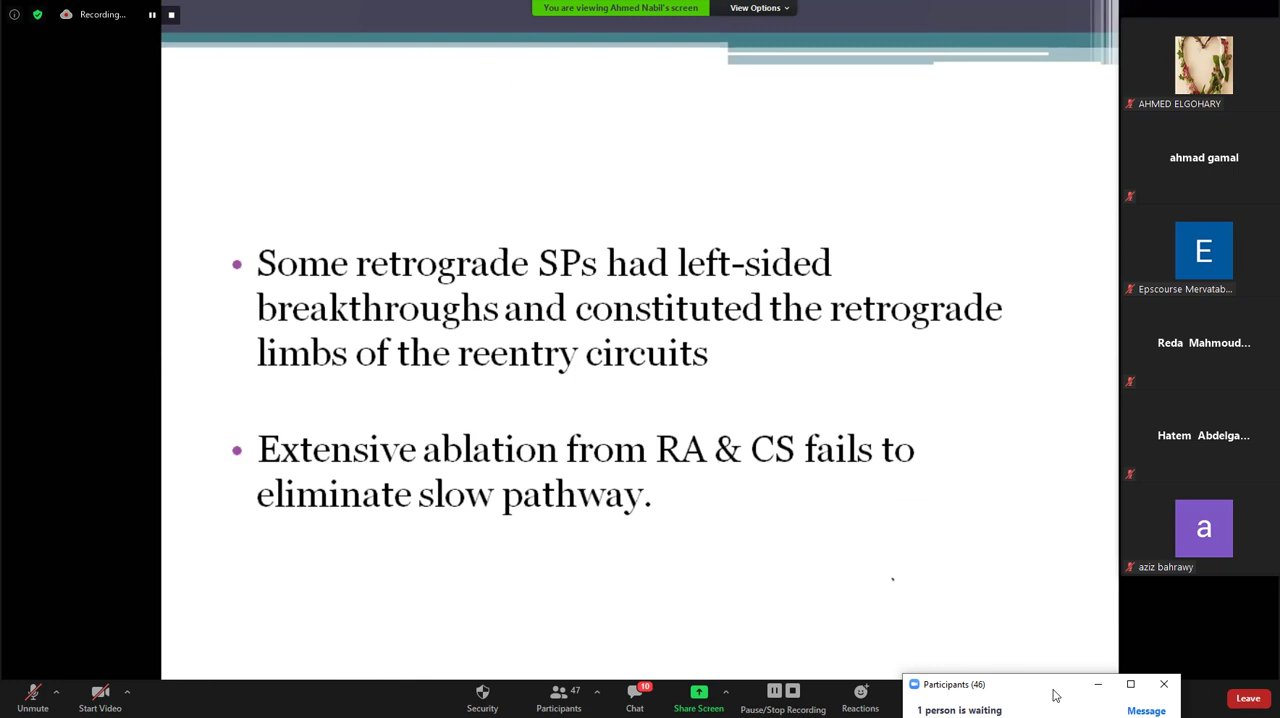 Recording...
You are viewing Ahmed Nabil's screen
View Options
• Some retrograde SPs had left-sided
breakthroughs and constituted the retrograde
limbs of the reentry circuits
• Extensive ablation from RA & CS fails to
eliminate slow pathway.
AHMED ELGOHARY
ahmad gamal
E
Epscourse Mervatab...
Reda Mahmoud...
Hatem Abdelga...
a
aziz bahrawy
Participants (46)
1 person is waiting
Message
Unmute
Start Video
Security
47
Participants
10
Chat
Share Screen
Pause/Stop Recording
Reactions
Leave